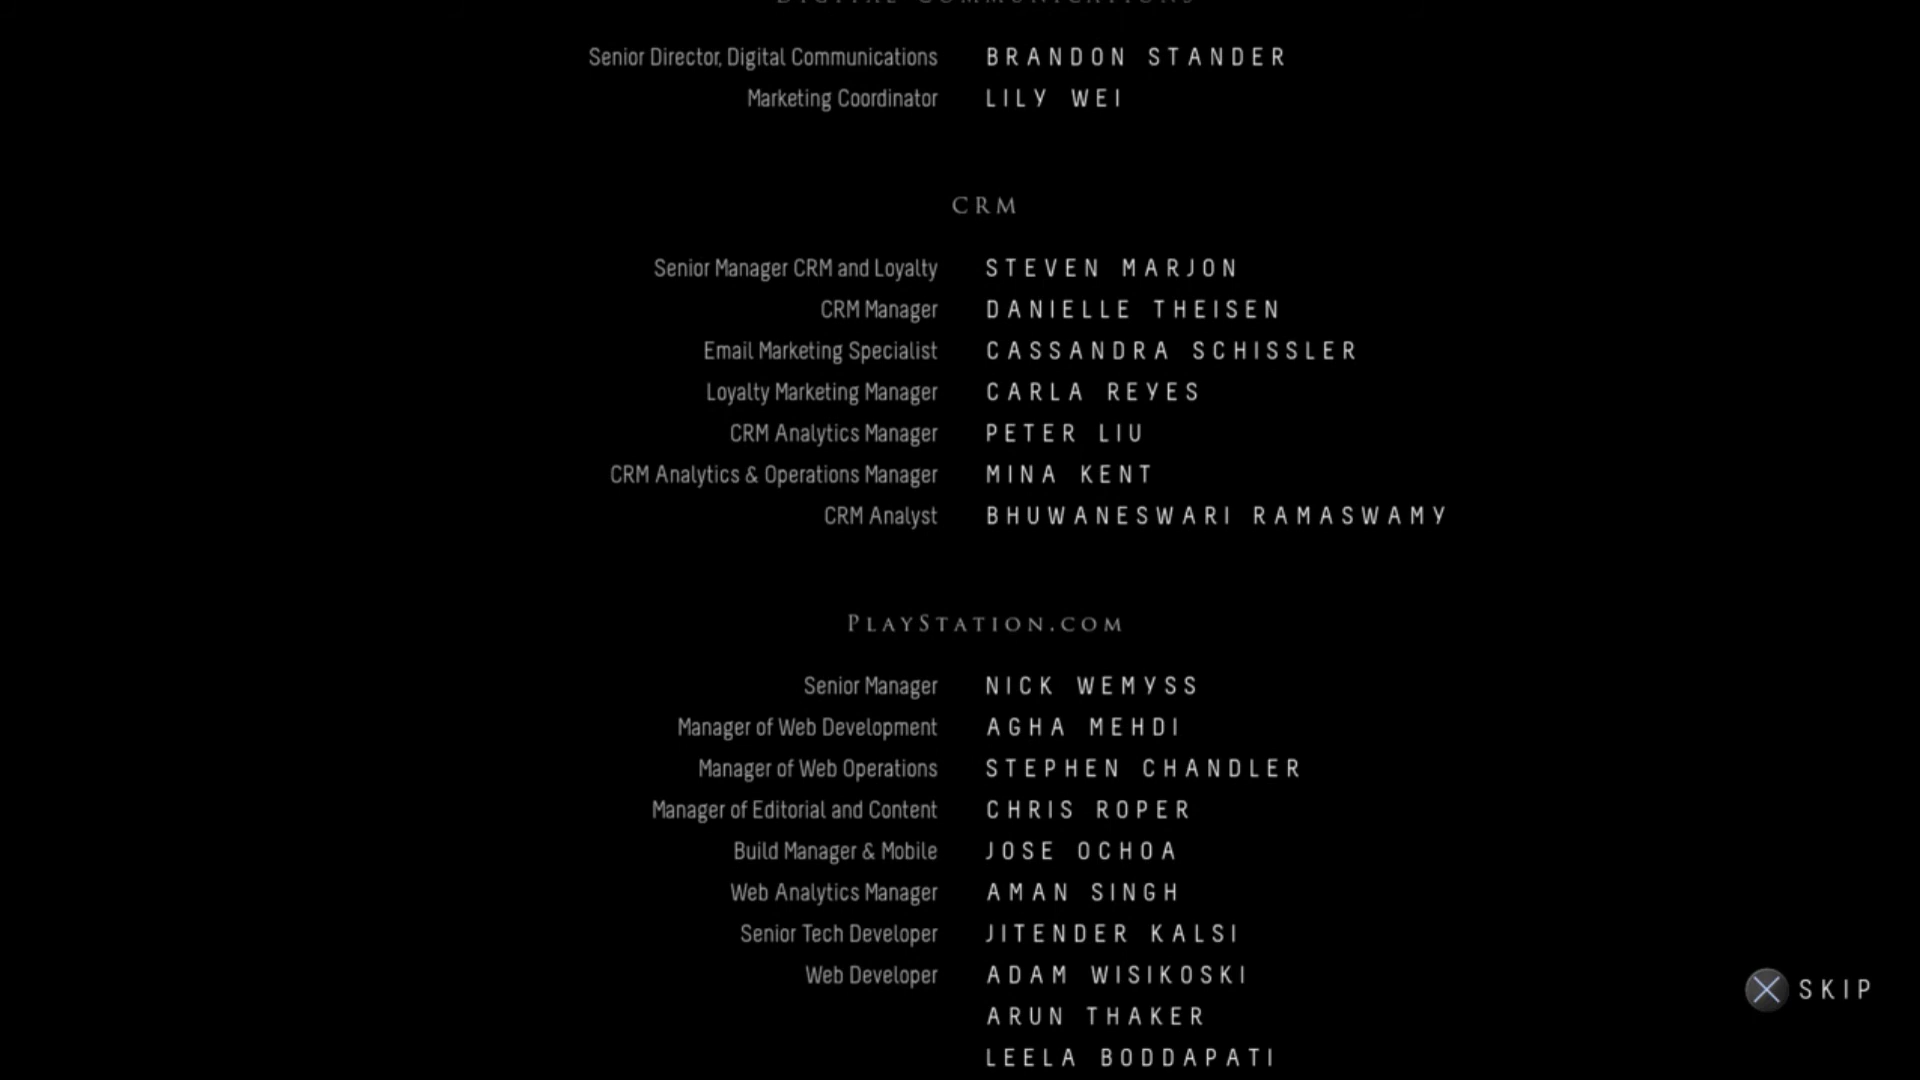 DIGITAL COMMUNICATIONS
Senior Director, Digital Communications BRANDON STANDER
Marketing Coordinator LILY WEI
CRM
Senior Manager CRM and Loyalty STEVEN MARJON
CRM Manager DANIELLE THEISEN
Email Marketing Specialist CASSANDRA SCHISSLER
Loyalty Marketing Manager CARLA REYES
CRM Analytics Manager PETER LIU
CRM Analytics & Operations Manager MINA KENT
CRM Analyst BHUWANESWARI RAMASWAMY
PLAYSTATION.COM
Senior Manager NICK WEMYSS
Manager of Web Development AGHA MEHDI
Manager of Web Operations STEPHEN CHANDLER
Manager of Editorial and Content CHRIS ROPER
Build Manager & Mobile JOSE OCHOA
Web Analytics Manager AMAN SINGH
Senior Tech Developer JITENDER KALSI
Web Developer ADAM WISIKOSKI
SKIP
ARUN THAKER
LEELA BODDAPATI